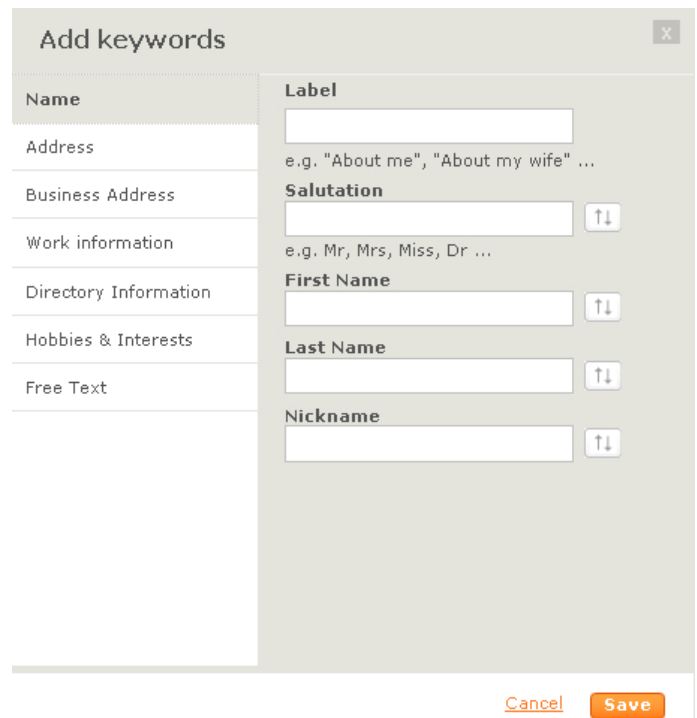 Add keywords
X
Name
Address
Business Address
Work information
Directory Information
Hobbies & Interests
Free Text
Label
e.g. "About me", "About my wife" ...
Salutation
e.g. Mr, Mrs, Miss, Dr ...
First Name
Last Name
Nickname
Cancel
Save